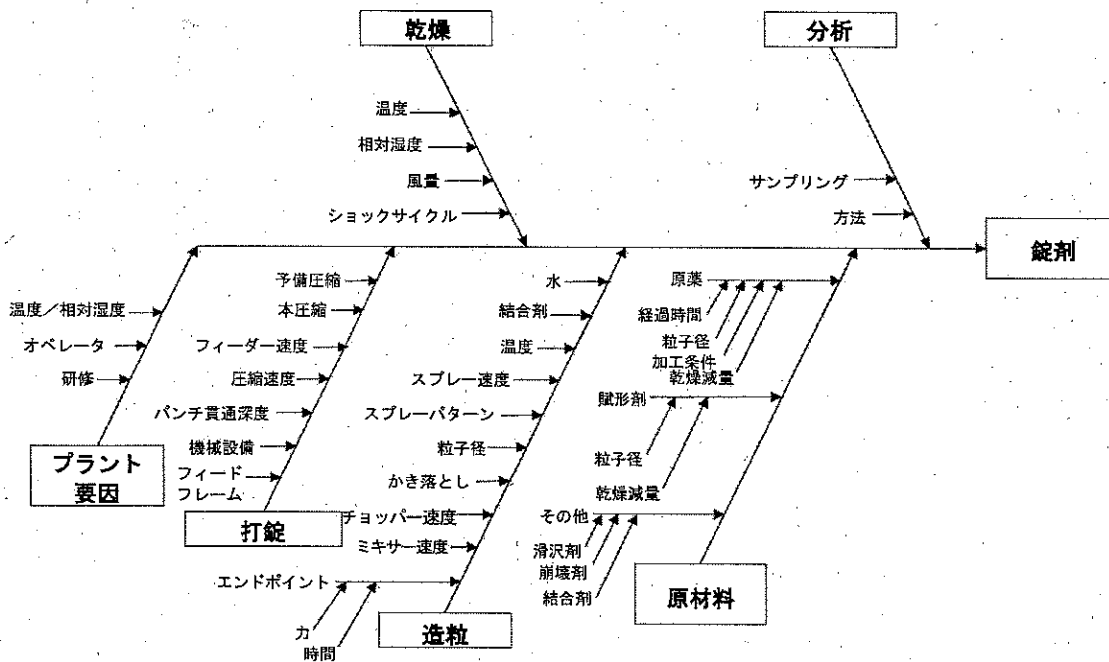 乾燥
分析
温度
相対湿度
風量
ショックサイクル
サンプリング
方法
錠剤
温度／相対湿度
オペレータ
研修
プラント
要因
予備圧縮
本圧縮
フィーダー速度
圧縮速度
パンチ貫通深度
機械設備
フィード
フレーム
打錠
水
結合剤
温度
スプレー速度
スプレーパターン
粒子径
かき落とし
チョッパー速度
ミキサー速度
エンドポイント
力
時間
造粒
原薬
経過時間
粒子径
加工条件
乾燥減量
賦形剤
粒子径
乾燥減量
その他
滑沢剤
崩壊剤
結合剤
原材料